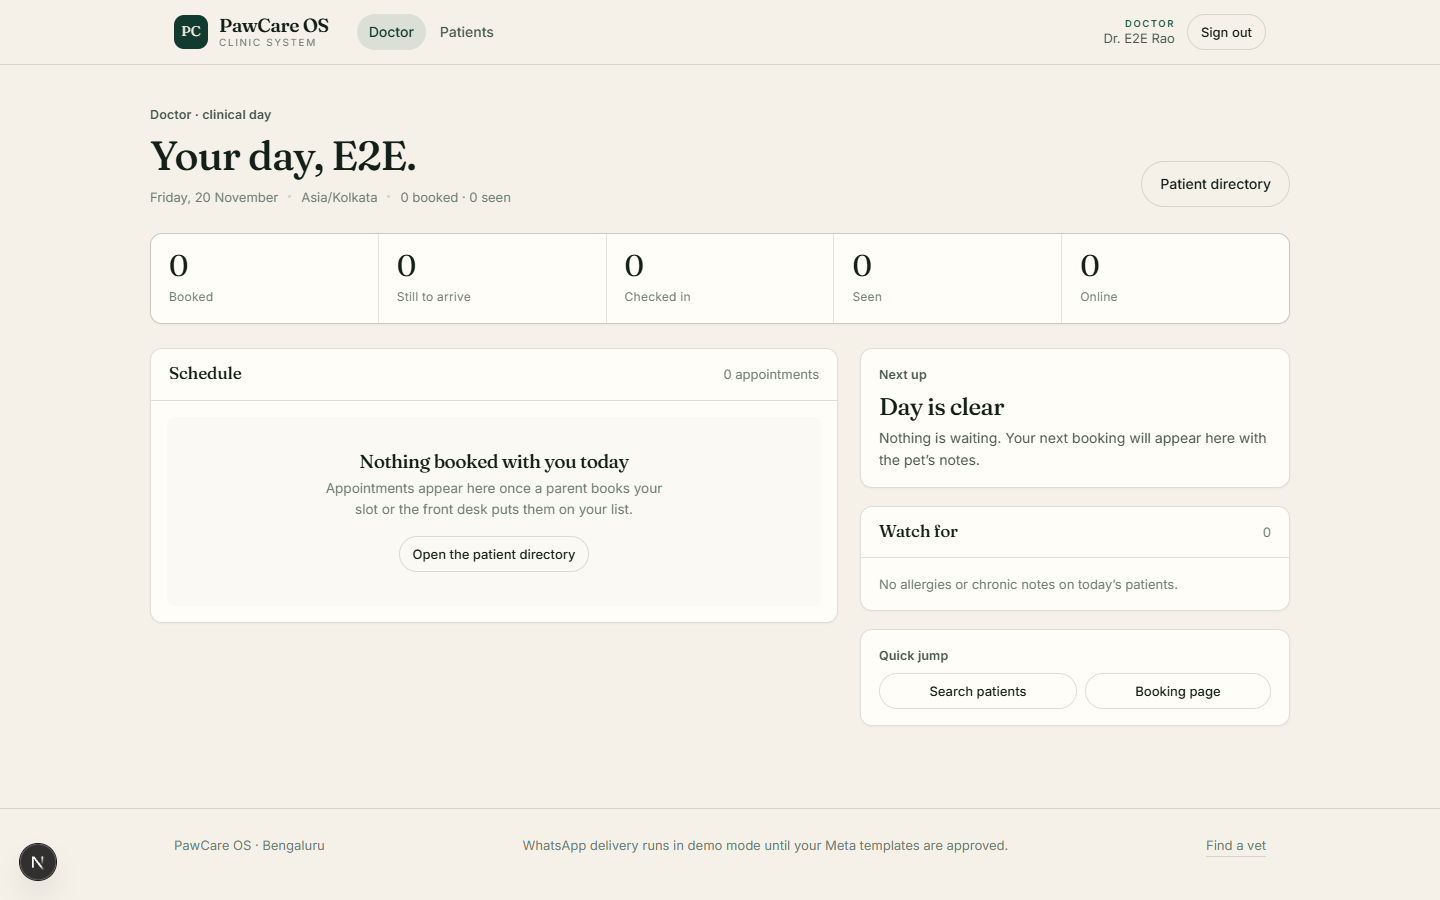 PC
PawCare OS
CLINIC SYSTEM
Doctor
Patients
DOCTOR
Dr. E2E Rao
Sign out
Doctor · clinical day
Your day, E2E.
Friday, 20 November · Asia/Kolkata · 0 booked · 0 seen
Patient directory
0
Booked
0
Still to arrive
0
Checked in
0
Seen
0
Online
Schedule
0 appointments
Nothing booked with you today
Appointments appear here once a parent books your
slot or the front desk puts them on your list.
Open the patient directory
Next up
Day is clear
Nothing is waiting. Your next booking will appear here with
the pet’s notes.
Watch for
0
No allergies or chronic notes on today’s patients.
Quick jump
Search patients
Booking page
PawCare OS · Bengaluru
WhatsApp delivery runs in demo mode until your Meta templates are approved.
Find a vet
N